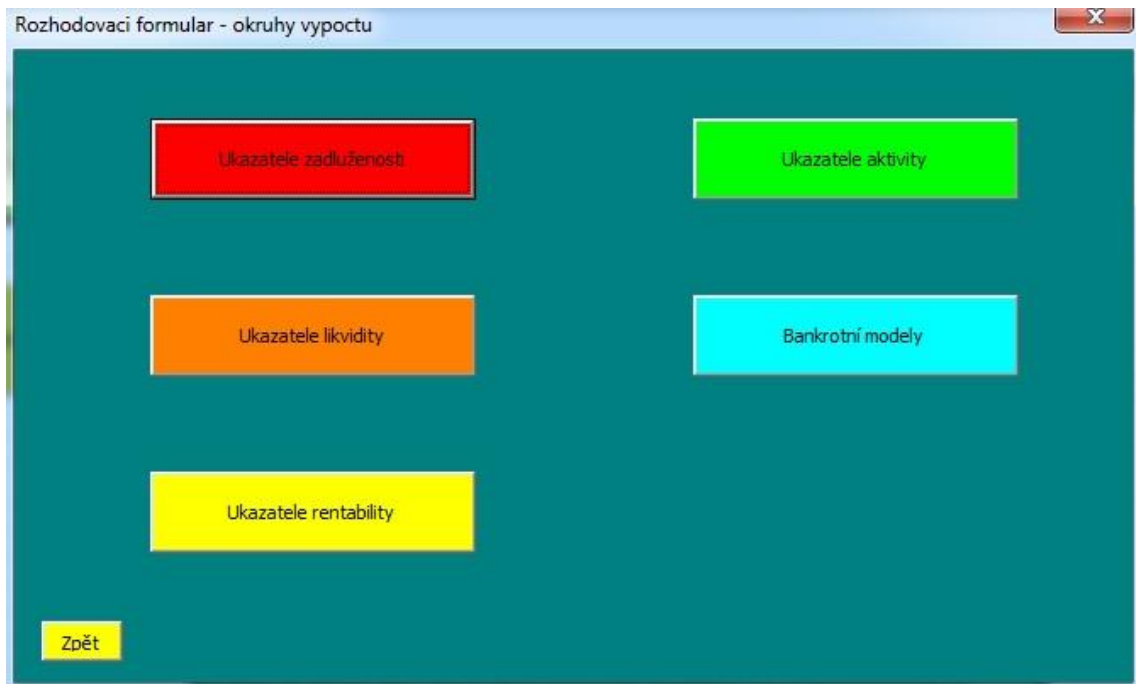 Rozhodovaci formular - okruhy vypoctu
Ukazatele zadluženosti
Ukazatele aktivity
Ukazatele likvidity
Bankrotní modely
Ukazatele rentability
Zpět